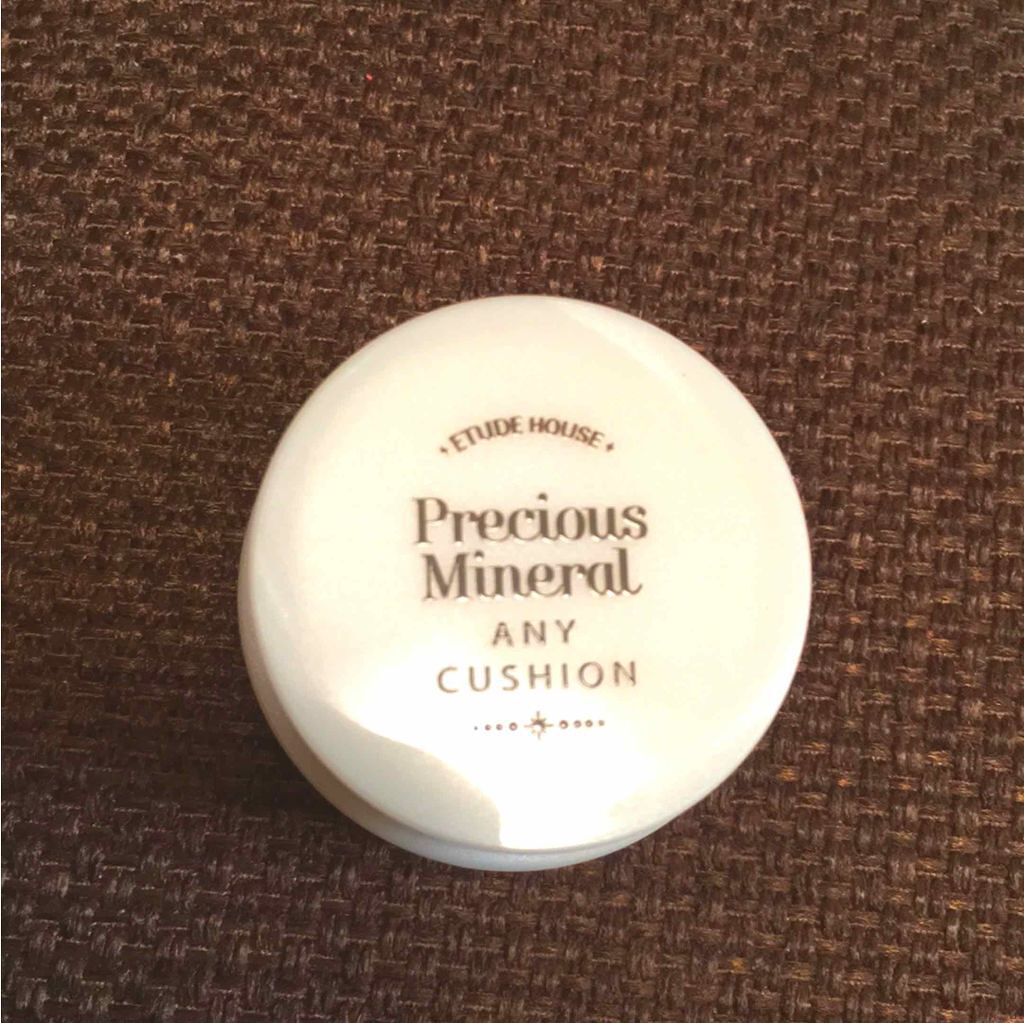 ETUDE HOUSE
Precious
Mineral
ANY
CUSHION